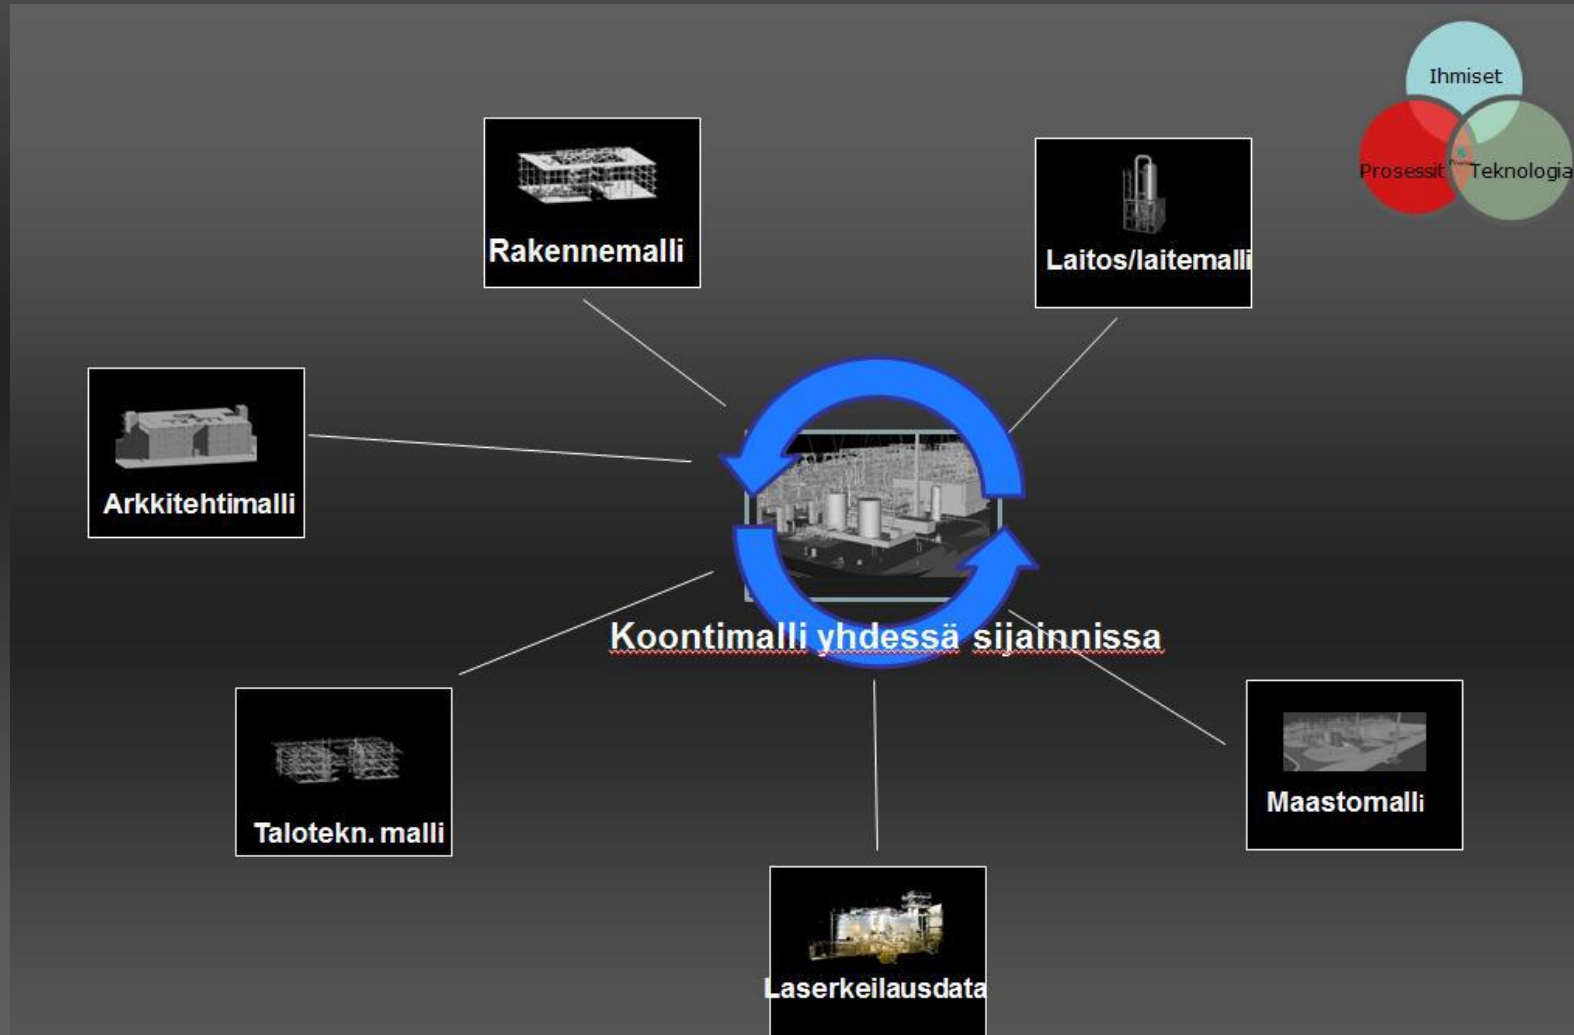 Ihmiset
Prosessit
Teknologia
Rakennemalli
Laitos/laitemalli
Arkkitehtimalli
Koontimalli yhdessä sijainnissa
Talotekn. malli
Maastomalli
Laserkeilausdata